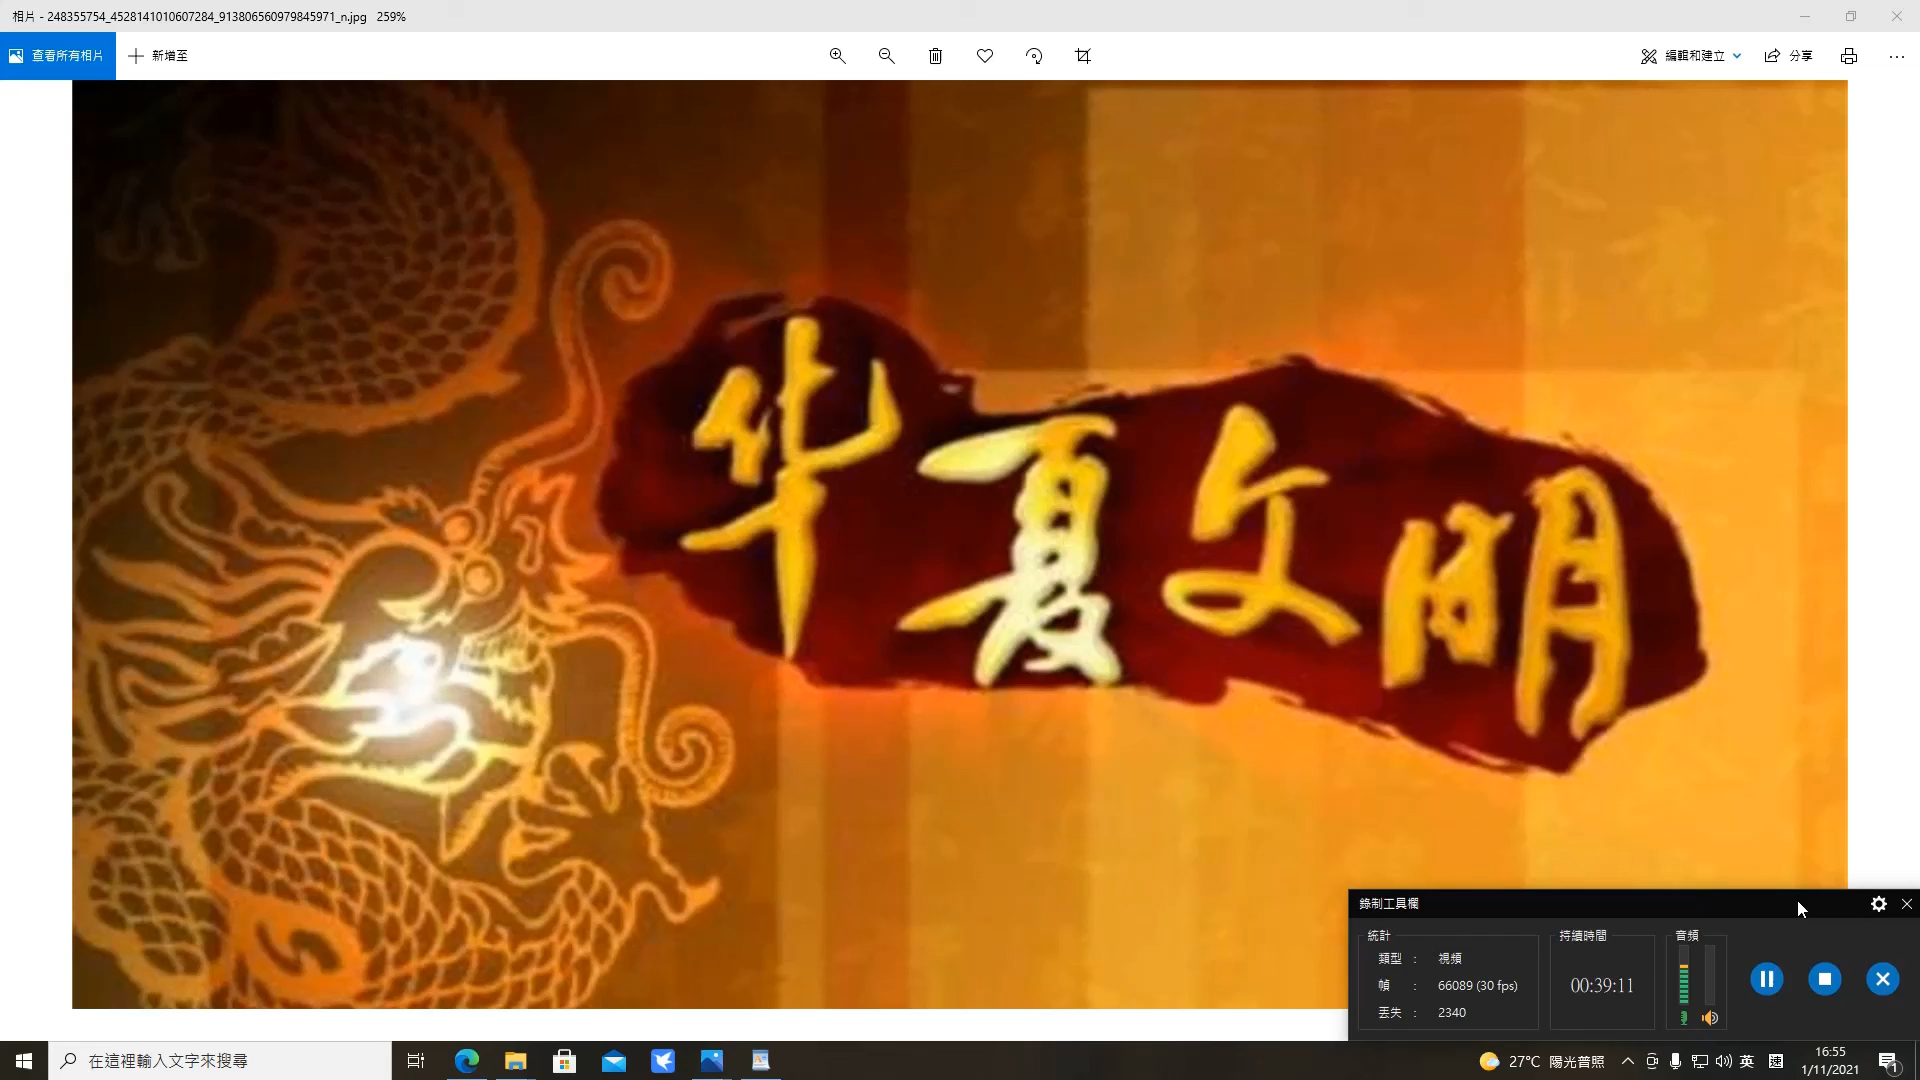 相片 - 248355754_4528141010607284_913806560979845971_n.jpg 259%
查看所有相片
新增至
編輯和建立
分享
华夏文明
錄制工具欄
統計
持續時間
音頻
類型 : 視頻
幀 : 66089 (30 fps)
00:39:11
丟失 : 2340
在這裡輸入文字來搜尋
27°C 陽光普照
英
速
16:55
1/11/2021
1